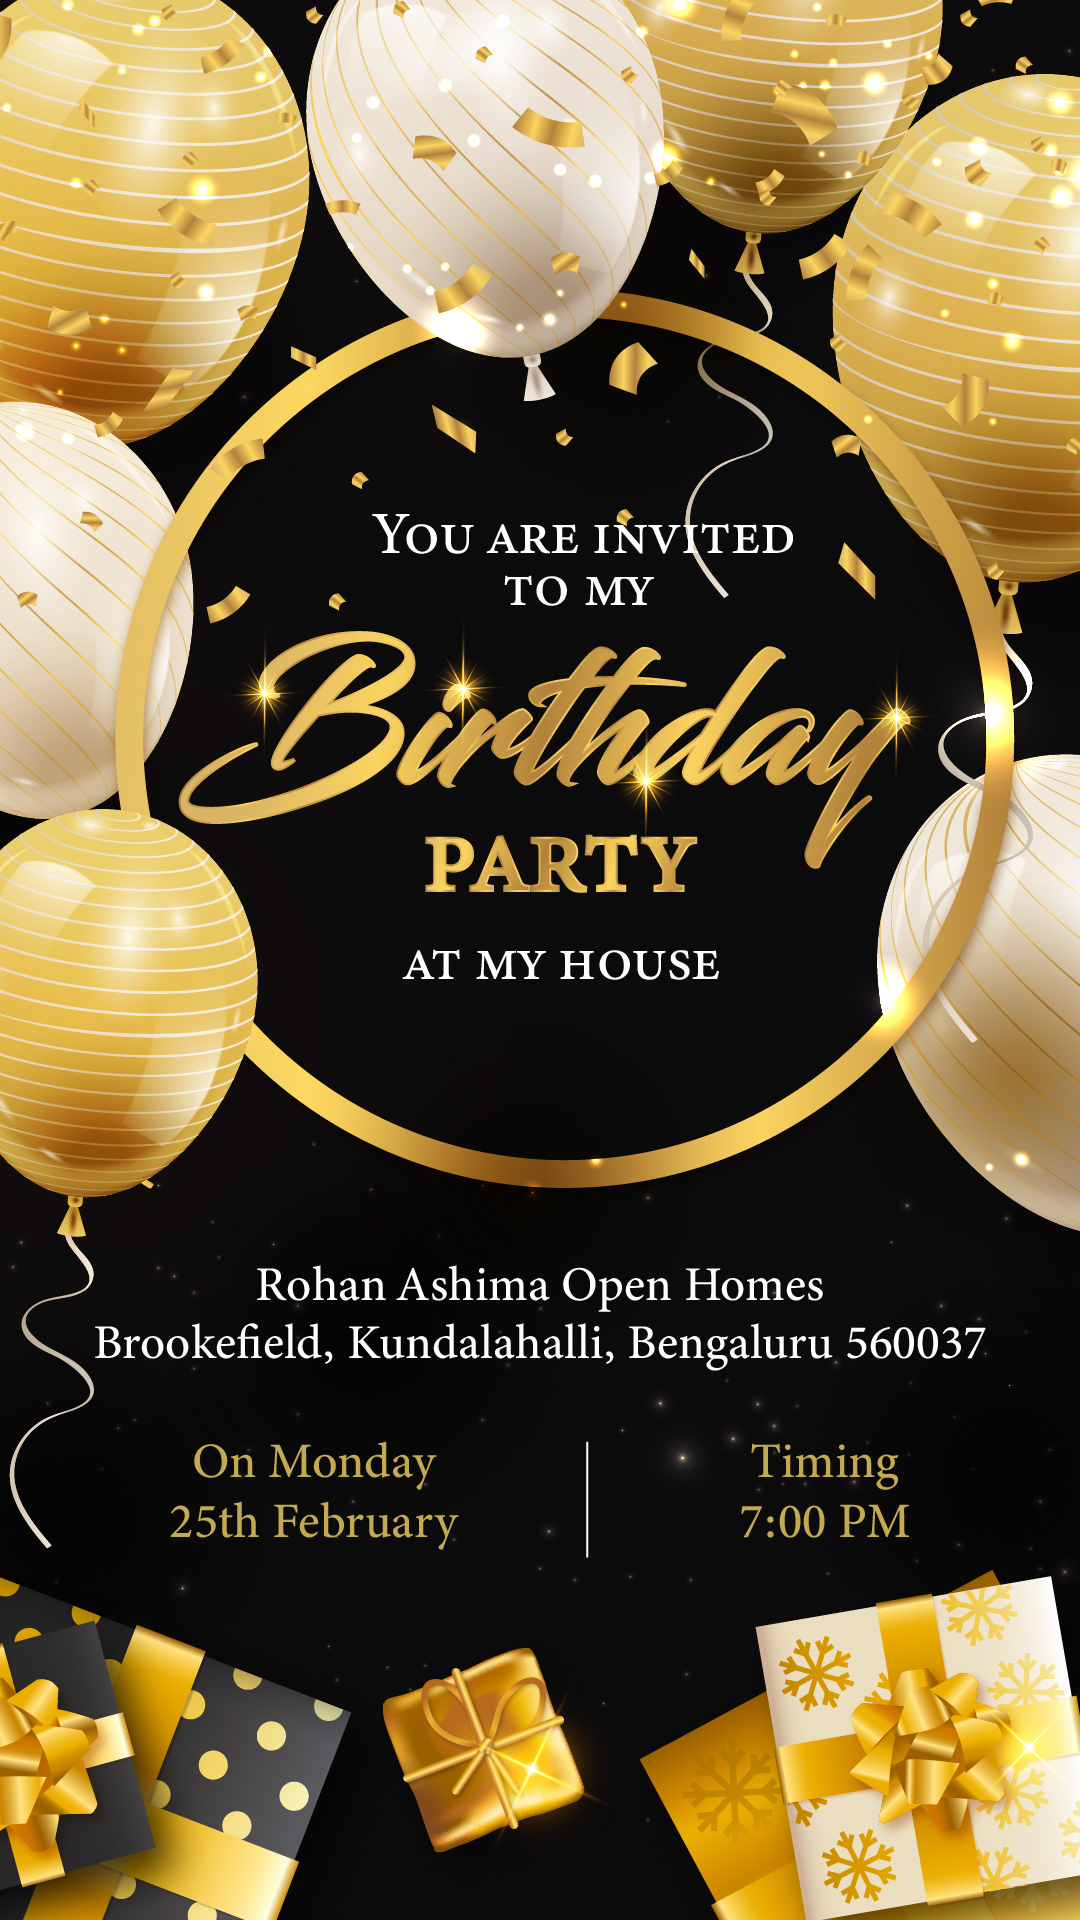 You are invited
to my
Birthday
PARTY
at my house
Rohan Ashima Open Homes
Brookefield, Kundalahalli, Bengaluru 560037
On Monday
25th February
Timing
7:00 PM